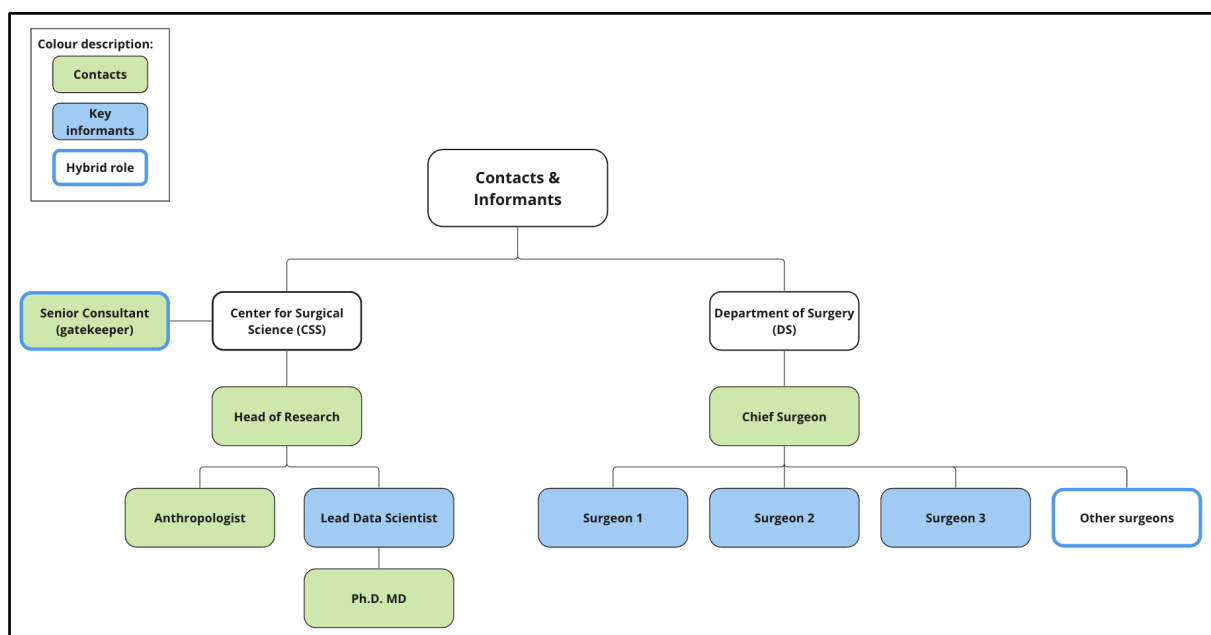 Colour description:
Contacts
Key
informants
Hybrid role
Contacts &
Informants
Senior Consultant
(gatekeeper)
Center for Surgical
Science (CSS)
Department of Surgery
(DS)
Head of Research
Chief Surgeon
Anthropologist
Lead Data Scientist
Surgeon 1
Surgeon 2
Surgeon 3
Other surgeons
Ph.D. MD